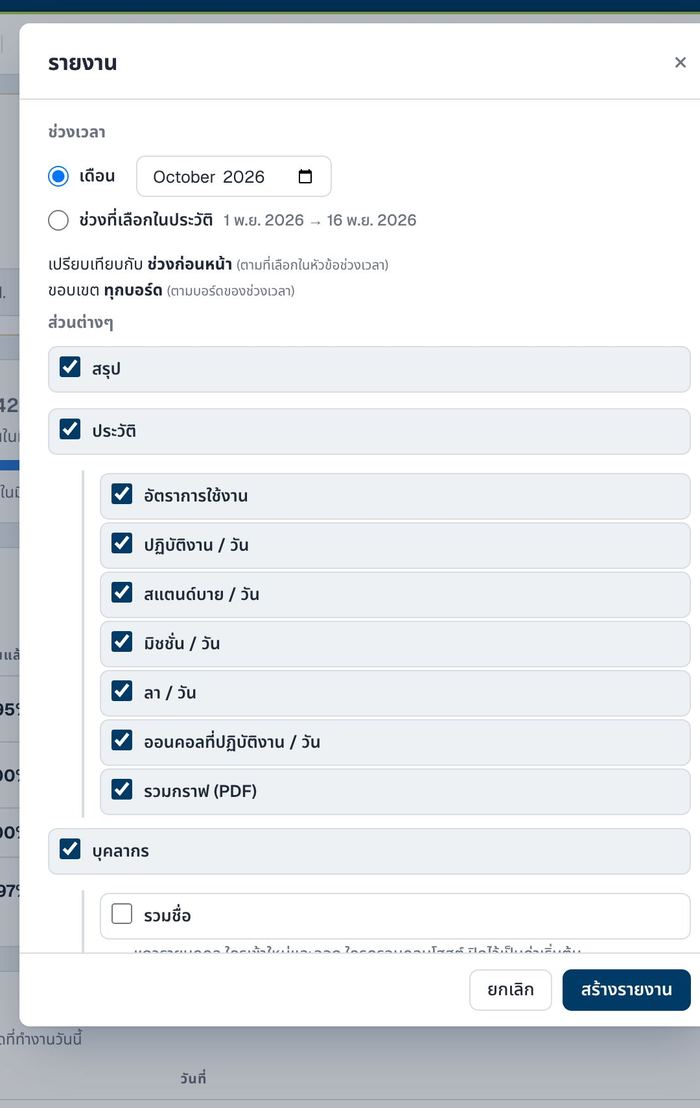 รายงาน
ช่วงเวลา
เดือน October 2026
ช่วงที่เลือกในประวัติ 1 พ.ย. 2026 → 16 พ.ย. 2026
เปรียบเทียบกับ ช่วงก่อนหน้า (ตามที่เลือกในหัวข้อช่วงเวลา)
ขอบเขต ทุกบอร์ด (ตามบอร์ดของช่วงเวลา)
ส่วนต่างๆ
สรุป
ประวัติ
อัตราการใช้งาน
ปฏิบัติงาน / วัน
สแตนด์บาย / วัน
มิชชั่น / วัน
ลา / วัน
ออนคอลที่ปฏิบัติงาน / วัน
รวมกราฟ (PDF)
บุคลากร
รวมชื่อ
ยกเลิก
สร้างรายงาน
ที่ทำงานวันนี้
วันที่